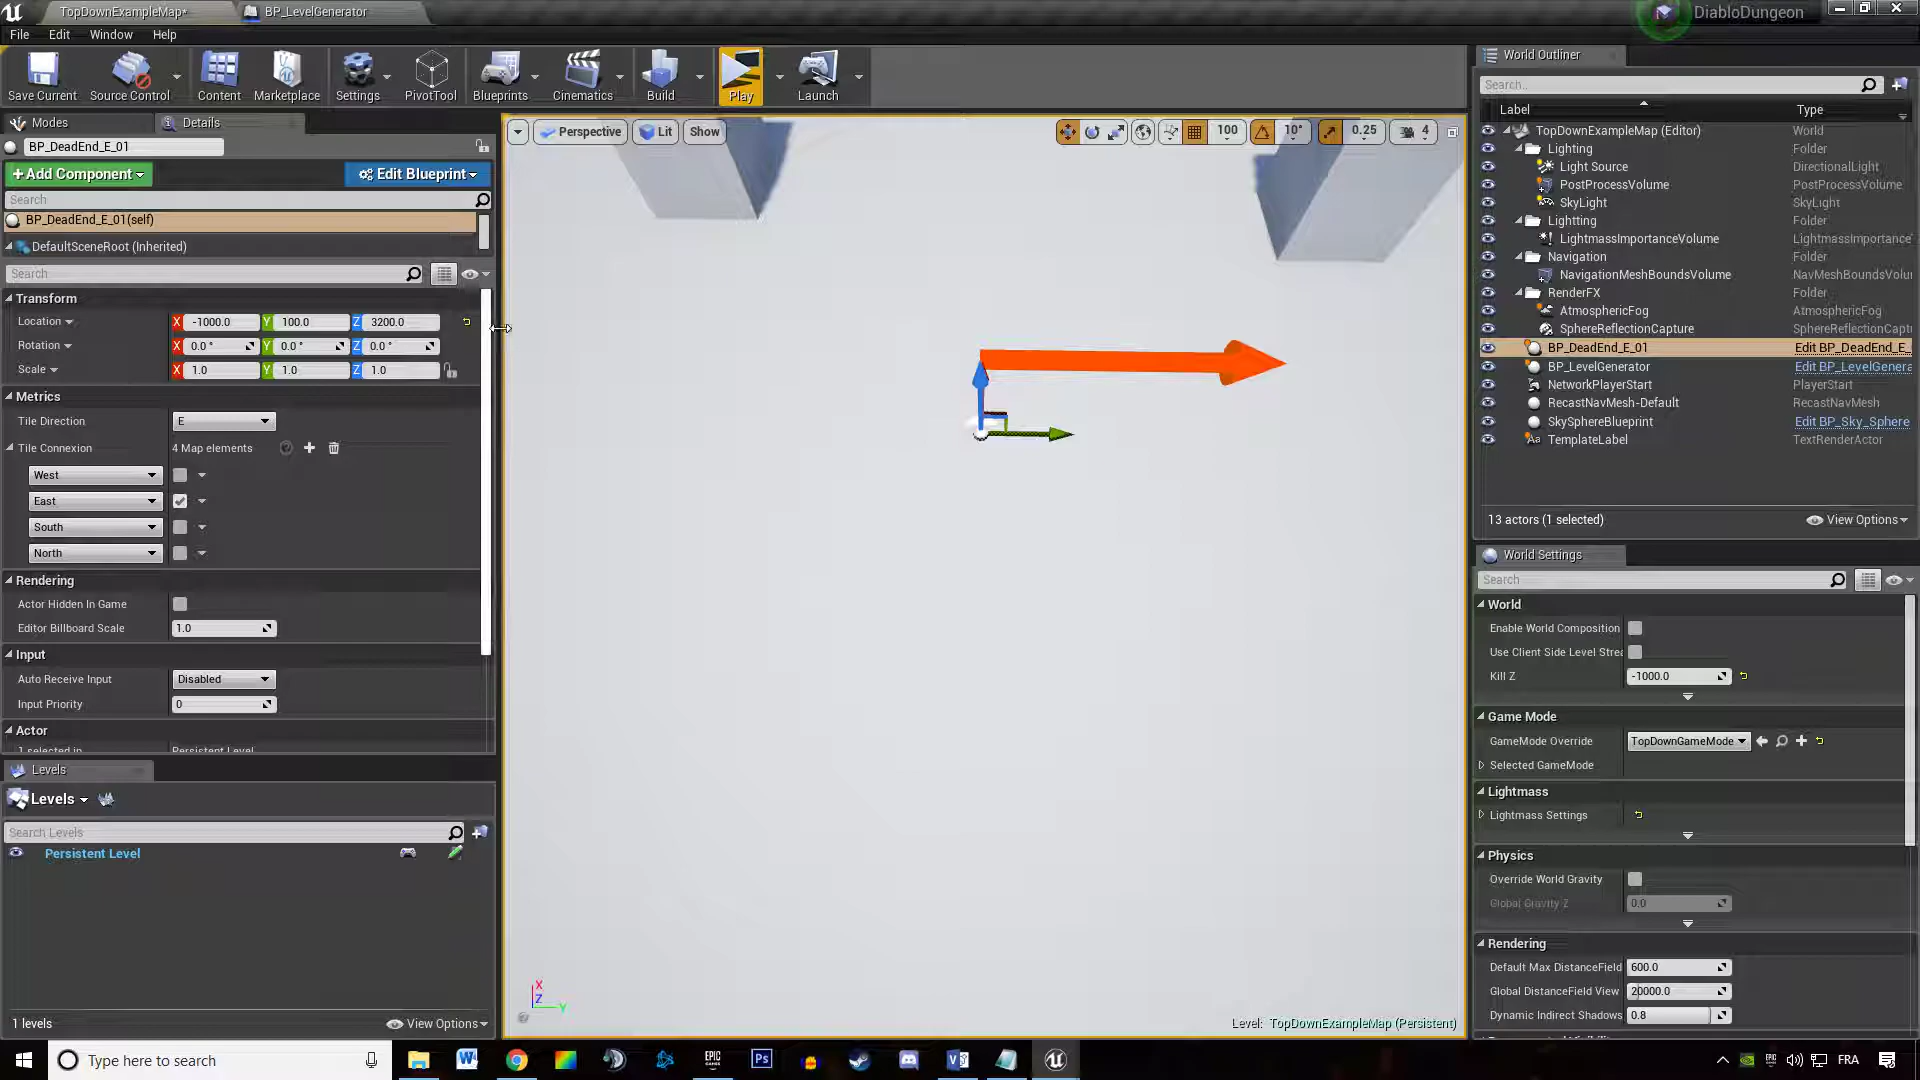 TopDownExampleMap*
BP_LevelGenerator
DiabloDungeon
File
Edit
Window
Help
Save Current
Source Control
Content
Marketplace
Settings
PivotTool
Blueprints
Cinematics
Build
Play
Launch
Modes
Details
BP_DeadEnd_E_01
+Add Component
Edit Blueprint
Search
BP_DeadEnd_E_01(self)
DefaultSceneRoot (Inherited)
Search
Transform
Location
X -1000.0
Y 100.0
Z 3200.0
Rotation
X 0.0 °
Y 0.0 °
Z 0.0 °
Scale
X 1.0
Y 1.0
Z 1.0
Metrics
Tile Direction
E
Tile Connexion
4 Map elements
West
East
South
North
Rendering
Actor Hidden In Game
Editor Billboard Scale
1.0
Input
Auto Receive Input
Disabled
Input Priority
0
Actor
1 selected in
Persistent Level
Levels
Levels
Search Levels
Persistent Level
1 levels
View Options
Perspective
Lit
Show
100
10°
0.25
4
X
Z
Y
Level: TopDownExampleMap (Persistent)
World Outliner
Search..
Label
Type
TopDownExampleMap (Editor)
World
Lighting
Folder
Light Source
DirectionalLight
PostProcessVolume
PostProcessVolume
SkyLight
SkyLight
Lightting
Folder
LightmassImportanceVolume
LightmassImportance
Navigation
Folder
NavigationMeshBoundsVolume
NavMeshBoundsVolu
RenderFX
Folder
AtmosphericFog
AtmosphericFog
SphereReflectionCapture
SphereReflectionCapt
BP_DeadEnd_E_01
Edit BP_DeadEnd_E_
BP_LevelGenerator
Edit BP_LevelGenera
NetworkPlayerStart
PlayerStart
RecastNavMesh-Default
RecastNavMesh
SkySphereBlueprint
Edit BP_Sky_Sphere
Aa TemplateLabel
TextRenderActor
13 actors (1 selected)
View Options
World Settings
Search
World
Enable World Composition
Use Client Side Level Strea
Kill Z
-1000.0
Game Mode
GameMode Override
TopDownGameMode
Selected GameMode
Lightmass
Lightmass Settings
Physics
Override World Gravity
Global Gravity Z
0.0
Rendering
Default Max DistanceField
600.0
Global DistanceField View
20000.0
Dynamic Indirect Shadows
0.8
Type here to search
W
EPIC GAMES
Ps
FRA